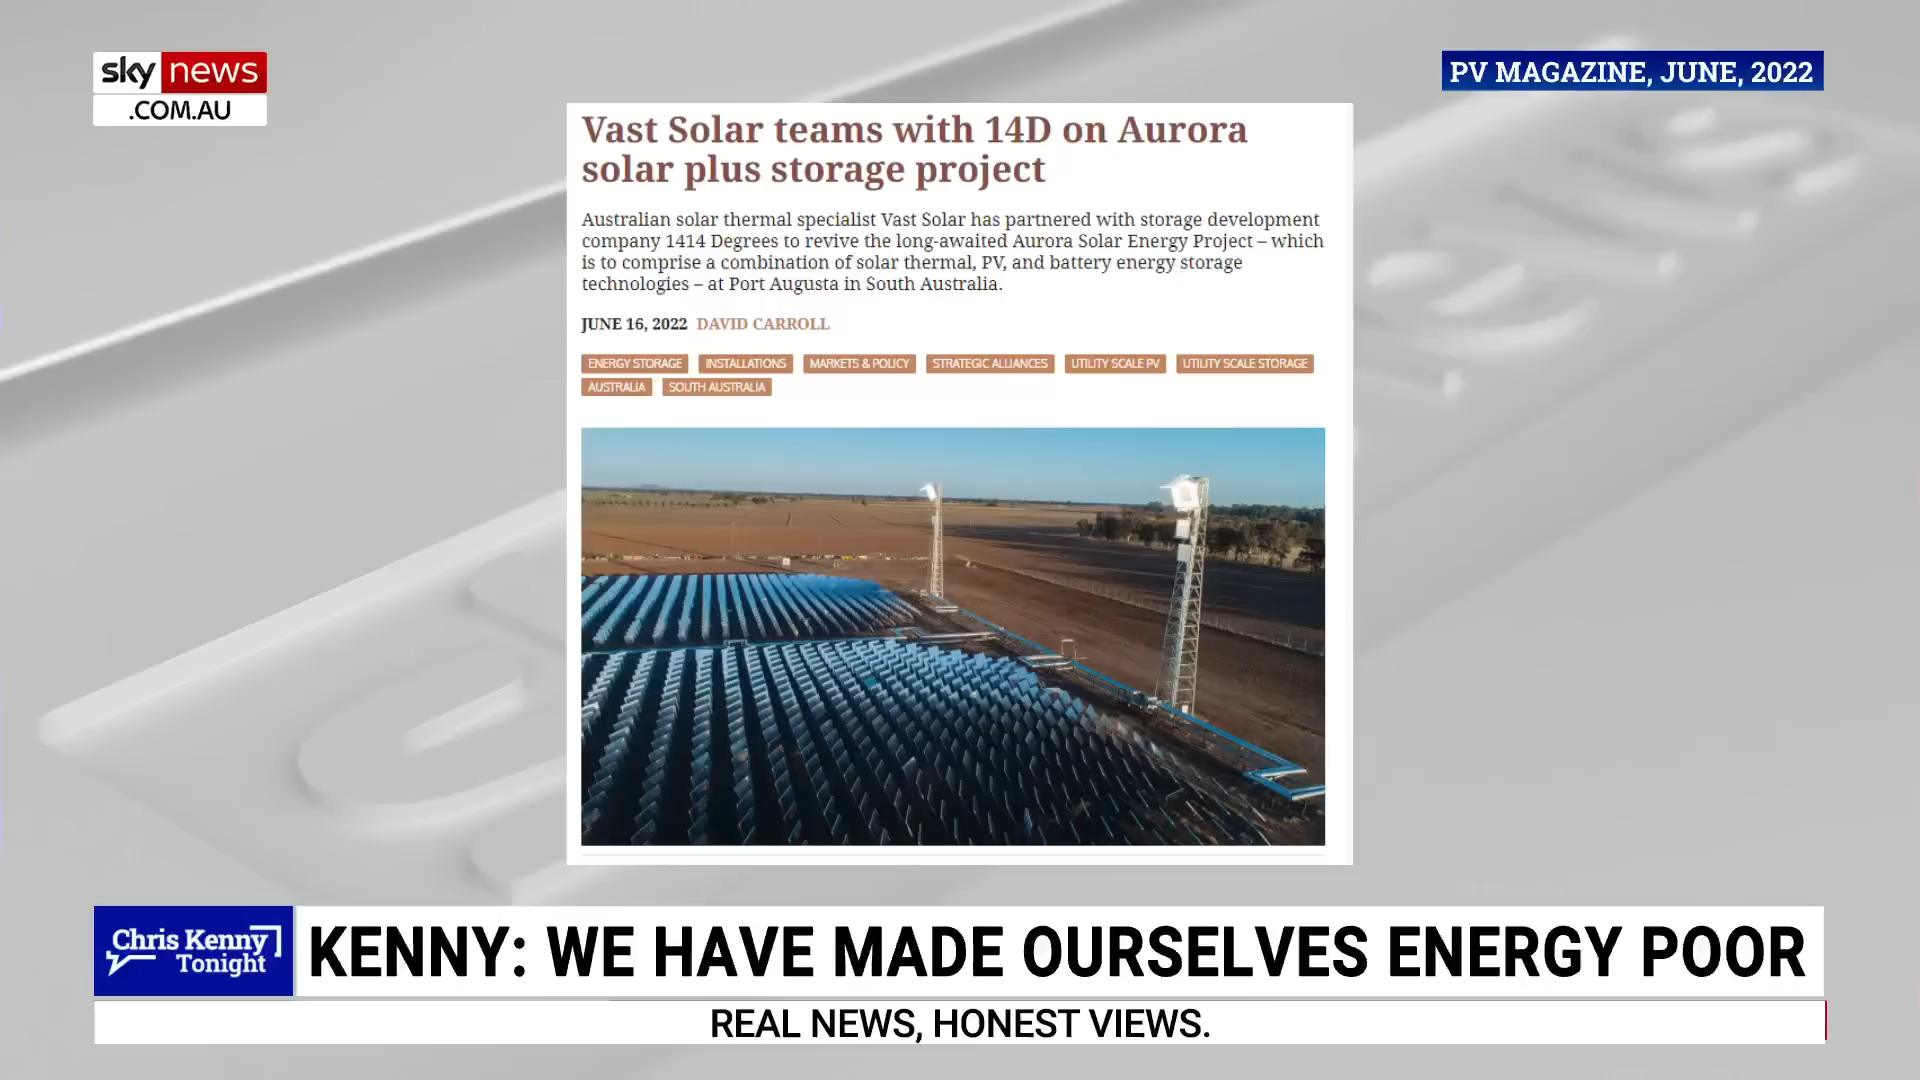 sky news
.COM.AU
PV MAGAZINE, JUNE, 2022
Vast Solar teams with 14D on Aurora
solar plus storage project
Australian solar thermal specialist Vast Solar has partnered with storage development
company 1414 Degrees to revive the long-awaited Aurora Solar Energy Project – which
is to comprise a combination of solar thermal, PV, and battery energy storage
technologies – at Port Augusta in South Australia.
JUNE 16, 2022 DAVID CARROLL
ENERGY STORAGE INSTALLATIONS MARKETS & POLICY STRATEGIC ALLIANCES UTILITY SCALE PV UTILITY SCALE STORAGE
AUSTRALIA SOUTH AUSTRALIA
Chris Kenny
Tonight
KENNY: WE HAVE MADE OURSELVES ENERGY POOR
REAL NEWS, HONEST VIEWS.